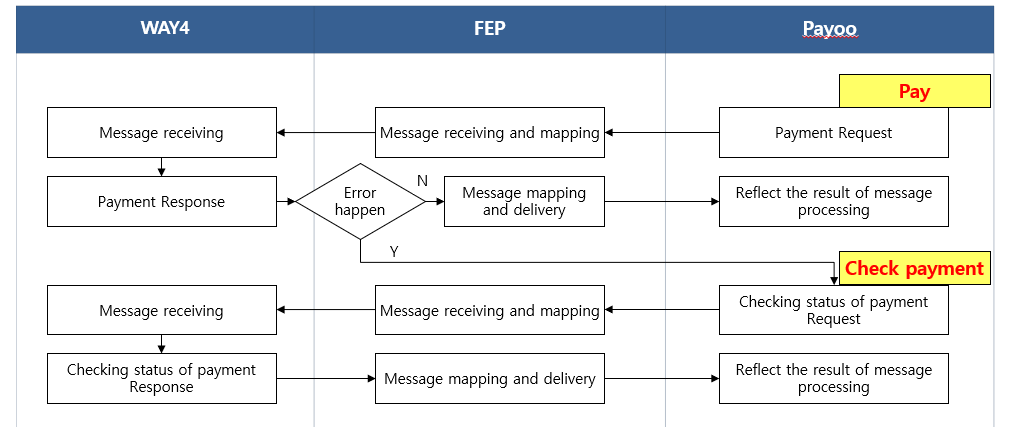 WAY4
FEP
Payoo
Pay
Message receiving
Message receiving and mapping
Payment Request
Payment Response
Error
happen
N
Message mapping
and delivery
Reflect the result of message
processing
Y
Check payment
Message receiving
Message receiving and mapping
Checking status of payment
Request
Checking status of payment
Response
Message mapping and delivery
Reflect the result of message
processing